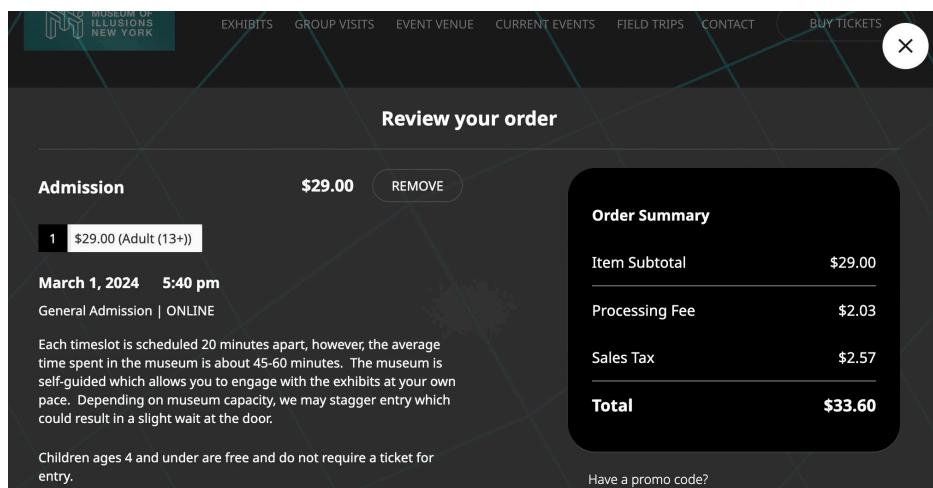 MUSEUM OF
ILLUSIONS
NEW YORK
EXHIBITS GROUP VISITS EVENT VENUE CURRENT EVENTS FIELD TRIPS CONTACT BUY TICKETS
Review your order
Admission $29.00 REMOVE
1 $29.00 (Adult (13+))
March 1, 2024 5:40 pm
General Admission | ONLINE
Each timeslot is scheduled 20 minutes apart, however, the average
time spent in the museum is about 45-60 minutes. The museum is
self-guided which allows you to engage with the exhibits at your own
pace. Depending on museum capacity, we may stagger entry which
could result in a slight wait at the door.
Children ages 4 and under are free and do not require a ticket for
entry.
Order Summary
Item Subtotal $29.00
Processing Fee $2.03
Sales Tax $2.57
Total $33.60
Have a promo code?